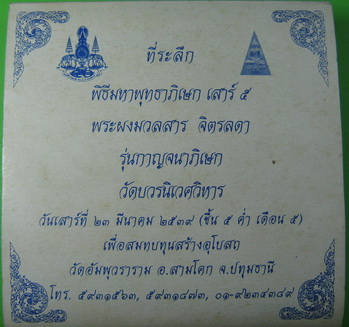 ที่ระลึก
พิธีมหาพุทธาภิเษก เสาร์ ๕
พระผงมวลสาร จิตรลดา
รุ่นกาญจนาภิเษก
วัดบวรนิเวศวิหาร
วันเสาร์ที่ ๒๓ มีนาคม ๒๕๓๙ (ขึ้น ๕ ค่ำ เดือน ๕)
เพื่อสมทบทุนสร้างอุโบสถ
วัดอัมพุวราราม อ.สามโคก จ.ปทุมธานี
โทร. ๕๙๓๑๕๖๓, ๕๙๓๑๔๗๓, ๐๑-๙๒๓๔๓๔๙